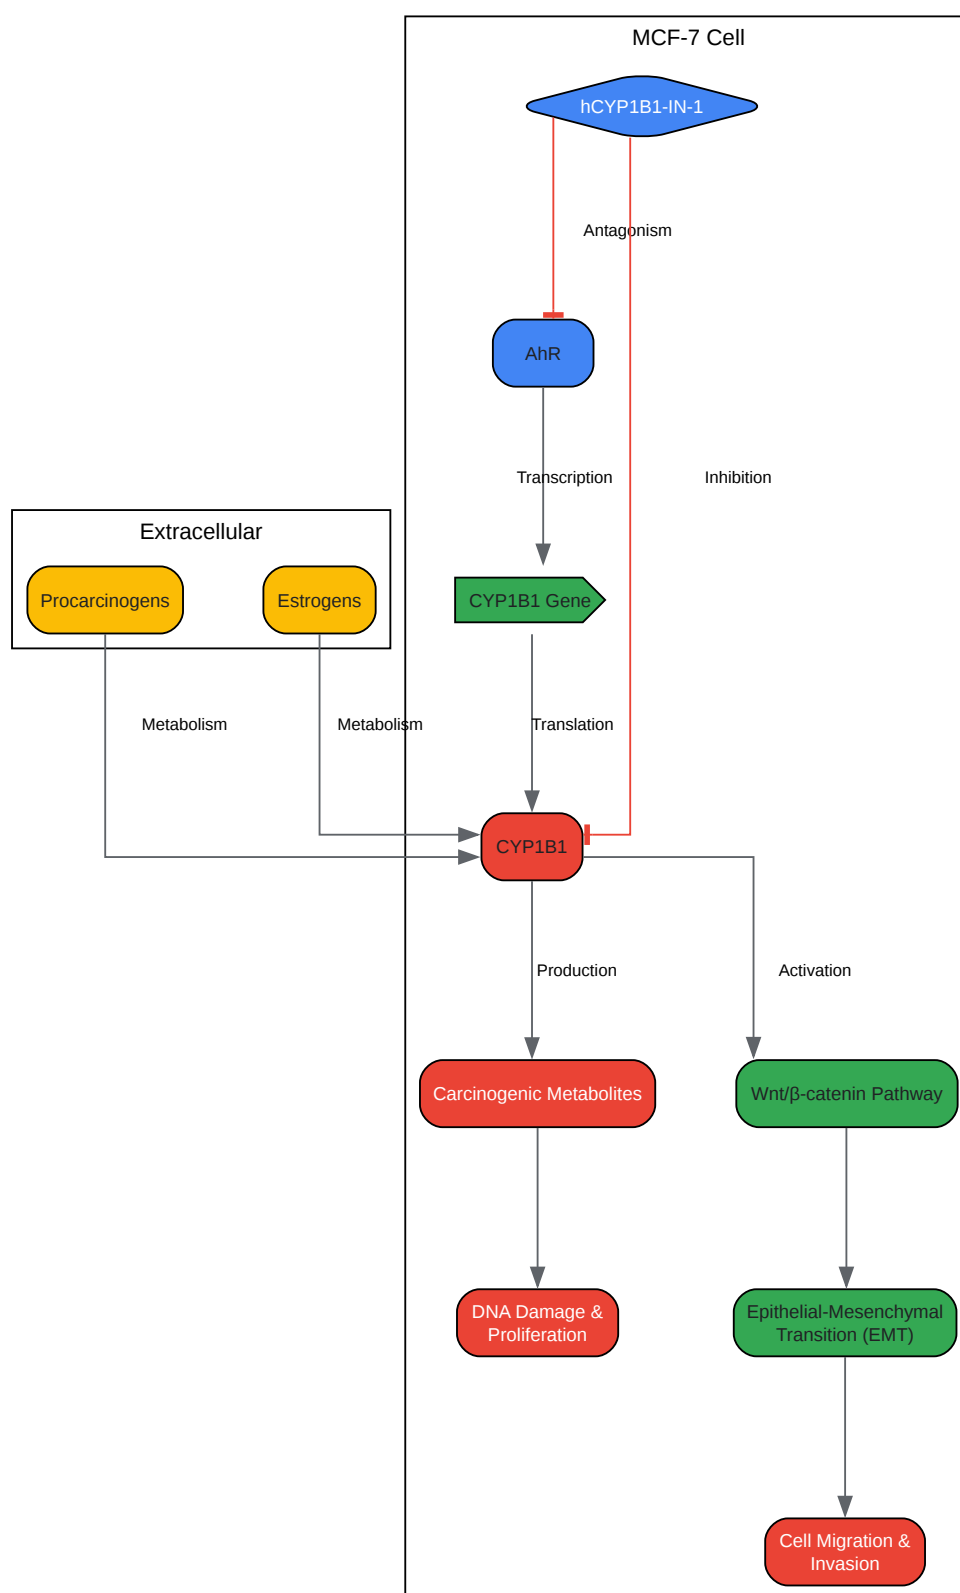 MCF-7 Cell
hCYP1B1-IN-1
Antagonism
AhR
Transcription
Inhibition
Extracellular
Procarcinogens
Estrogens
CYP1B1 Gene
Metabolism
Metabolism
Translation
CYP1B1
Production
Activation
Carcinogenic Metabolites
Wnt/β-catenin Pathway
DNA Damage &
Proliferation
Epithelial-Mesenchymal
Transition (EMT)
Cell Migration &
Invasion